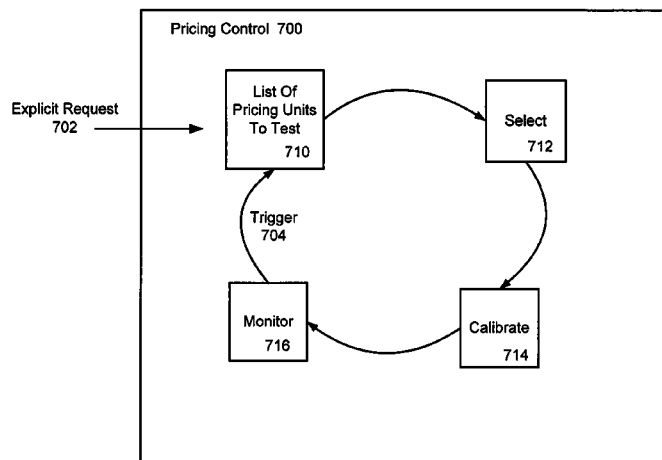 Pricing Control 700
Explicit Request
702
List Of
Pricing Units
To Test
710
Select
712
Trigger
704
Monitor
716
Calibrate
714